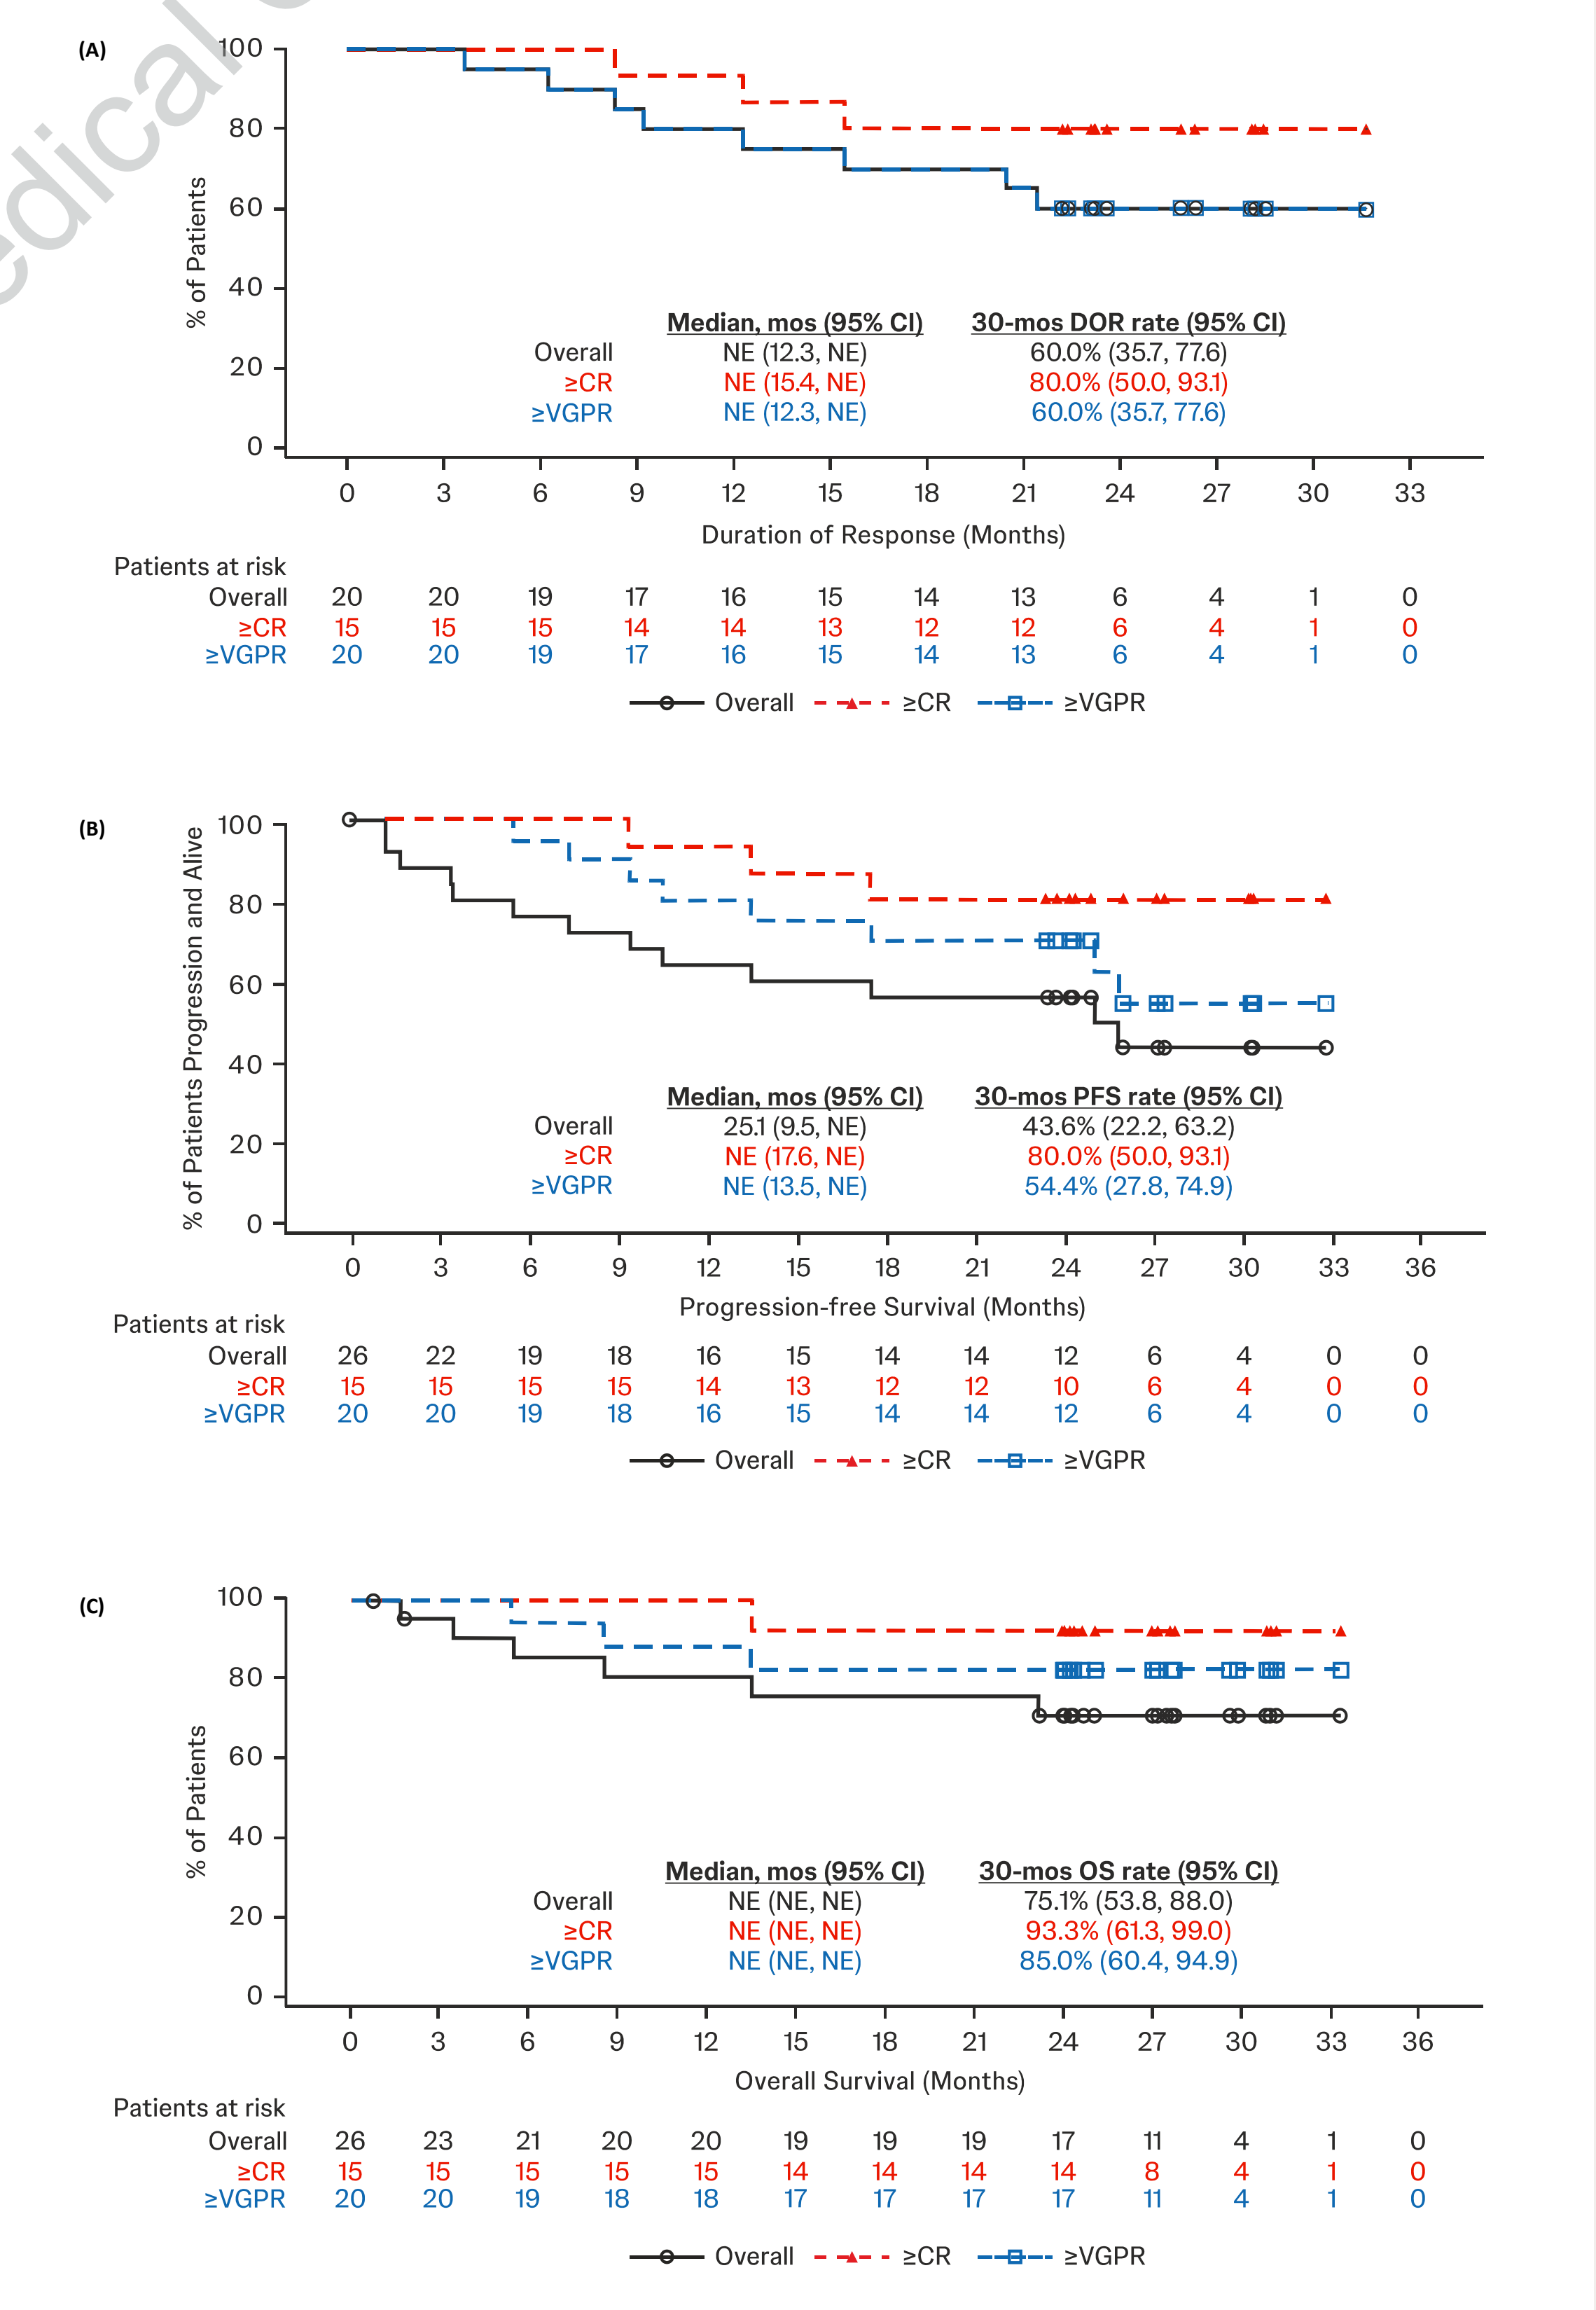 edical
(A)
100
80
60
40
20
0
% of Patients
Median, mos (95% CI) 30-mos DOR rate (95% CI)
Overall NE (12.3, NE) 60.0% (35.7, 77.6)
≥CR NE (15.4, NE) 80.0% (50.0, 93.1)
≥VGPR NE (12.3, NE) 60.0% (35.7, 77.6)
0 3 6 9 12 15 18 21 24 27 30 33
Duration of Response (Months)
Patients at risk
Overall 20 20 19 17 16 15 14 13 6 4 1 0
≥CR 15 15 15 14 14 13 12 12 6 4 1 0
≥VGPR 20 20 19 17 16 15 14 13 6 4 1 0
Overall ≥CR ≥VGPR
(B)
100
80
60
40
20
0
% of Patients Progression and Alive
Median, mos (95% CI) 30-mos PFS rate (95% CI)
Overall 25.1 (9.5, NE) 43.6% (22.2, 63.2)
≥CR NE (17.6, NE) 80.0% (50.0, 93.1)
≥VGPR NE (13.5, NE) 54.4% (27.8, 74.9)
0 3 6 9 12 15 18 21 24 27 30 33 36
Progression-free Survival (Months)
Patients at risk
Overall 26 22 19 18 16 15 14 14 12 6 4 0 0
≥CR 15 15 15 15 14 13 12 12 10 6 4 0 0
≥VGPR 20 20 19 18 16 15 14 14 12 6 4 0 0
Overall ≥CR ≥VGPR
(C)
100
80
60
40
20
0
% of Patients
Median, mos (95% CI) 30-mos OS rate (95% CI)
Overall NE (NE, NE) 75.1% (53.8, 88.0)
≥CR NE (NE, NE) 93.3% (61.3, 99.0)
≥VGPR NE (NE, NE) 85.0% (60.4, 94.9)
0 3 6 9 12 15 18 21 24 27 30 33 36
Overall Survival (Months)
Patients at risk
Overall 26 23 21 20 20 19 19 19 17 11 4 1 0
≥CR 15 15 15 15 15 14 14 14 14 8 4 1 0
≥VGPR 20 20 19 18 18 17 17 17 17 11 4 1 0
Overall ≥CR ≥VGPR